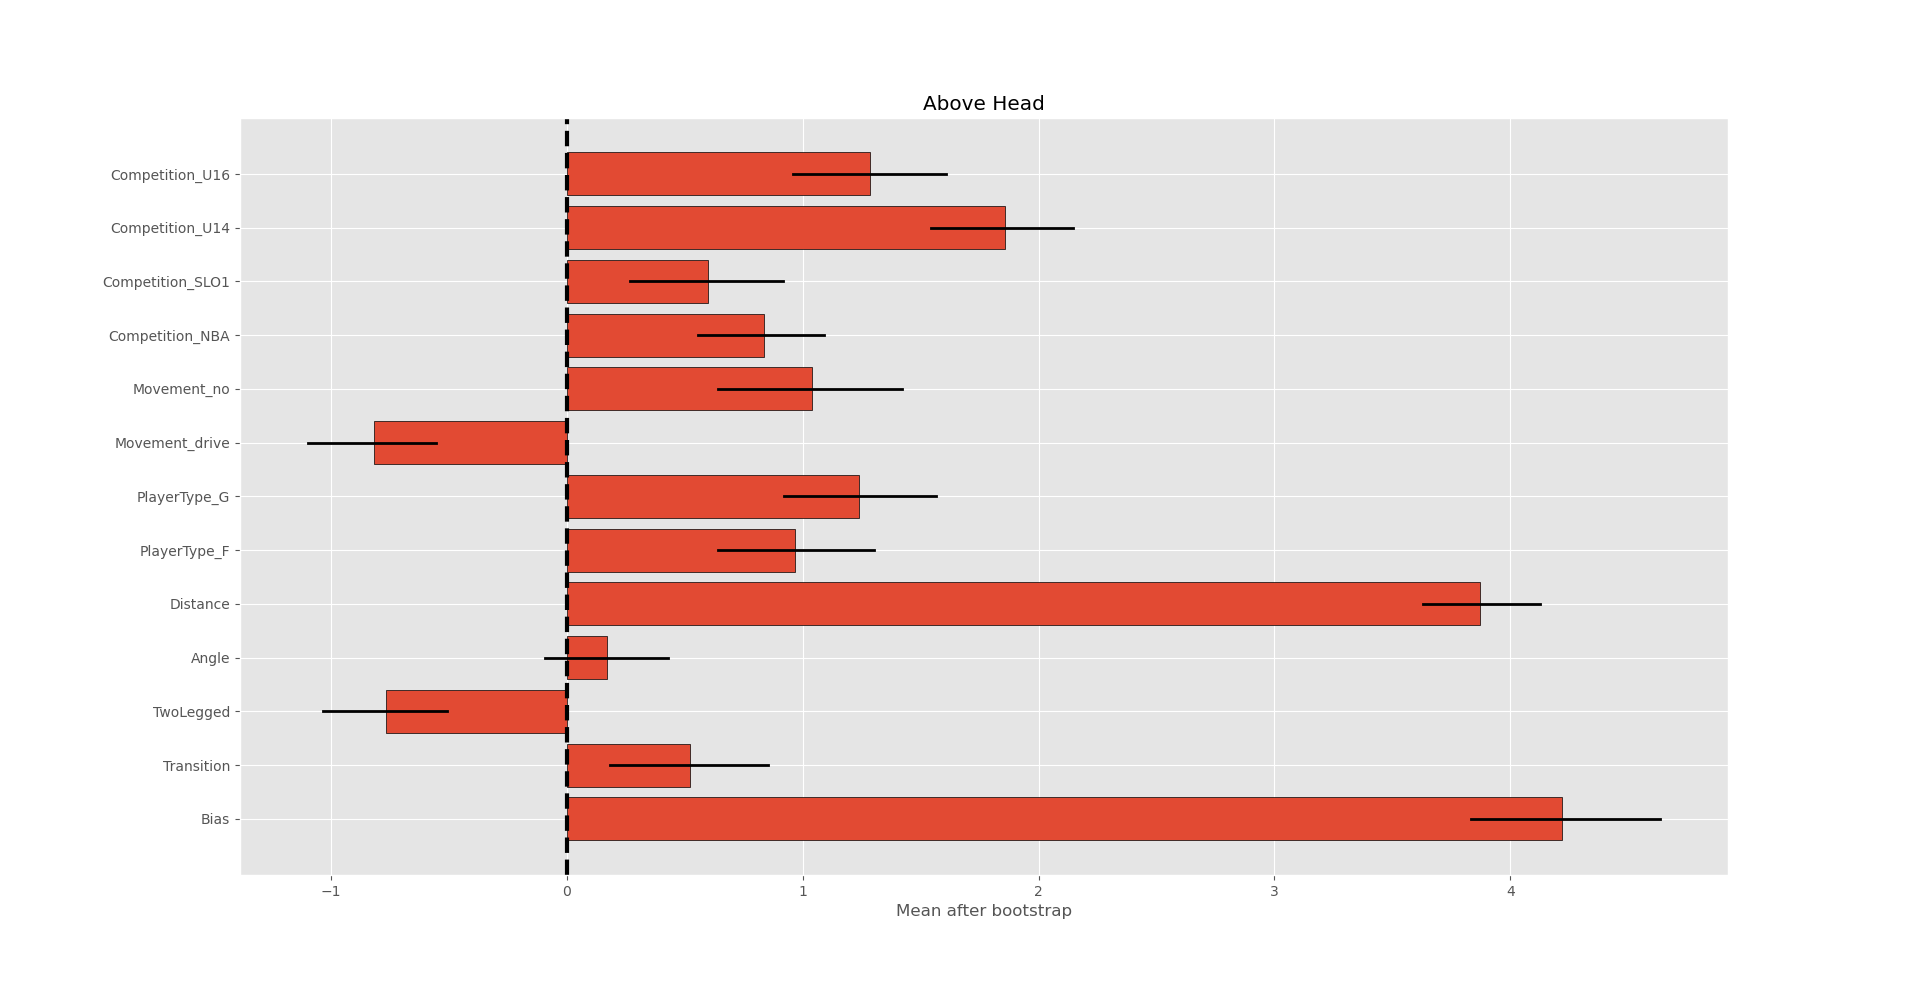 Above Head
Competition_U16
Competition_U14
Competition_SLO1
Competition_NBA
Movement_no
Movement_drive
PlayerType_G
PlayerType_F
Distance
Angle
TwoLegged
Transition
Bias
−1 0 1 2 3 4
Mean after bootstrap